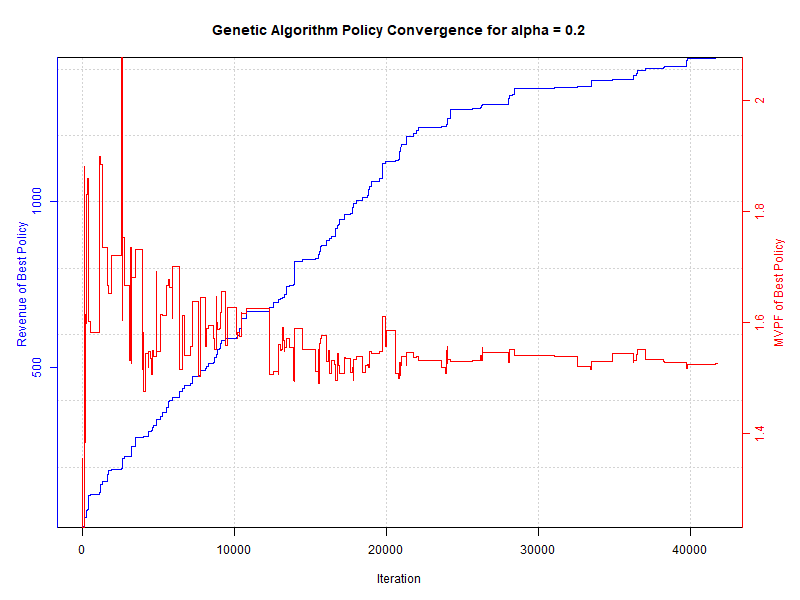 Genetic Algorithm Policy Convergence for alpha = 0.2
Revenue of Best Policy
500
1000
MVPF of Best Policy
1.4
1.6
1.8
2
0
10000
20000
30000
40000
Iteration